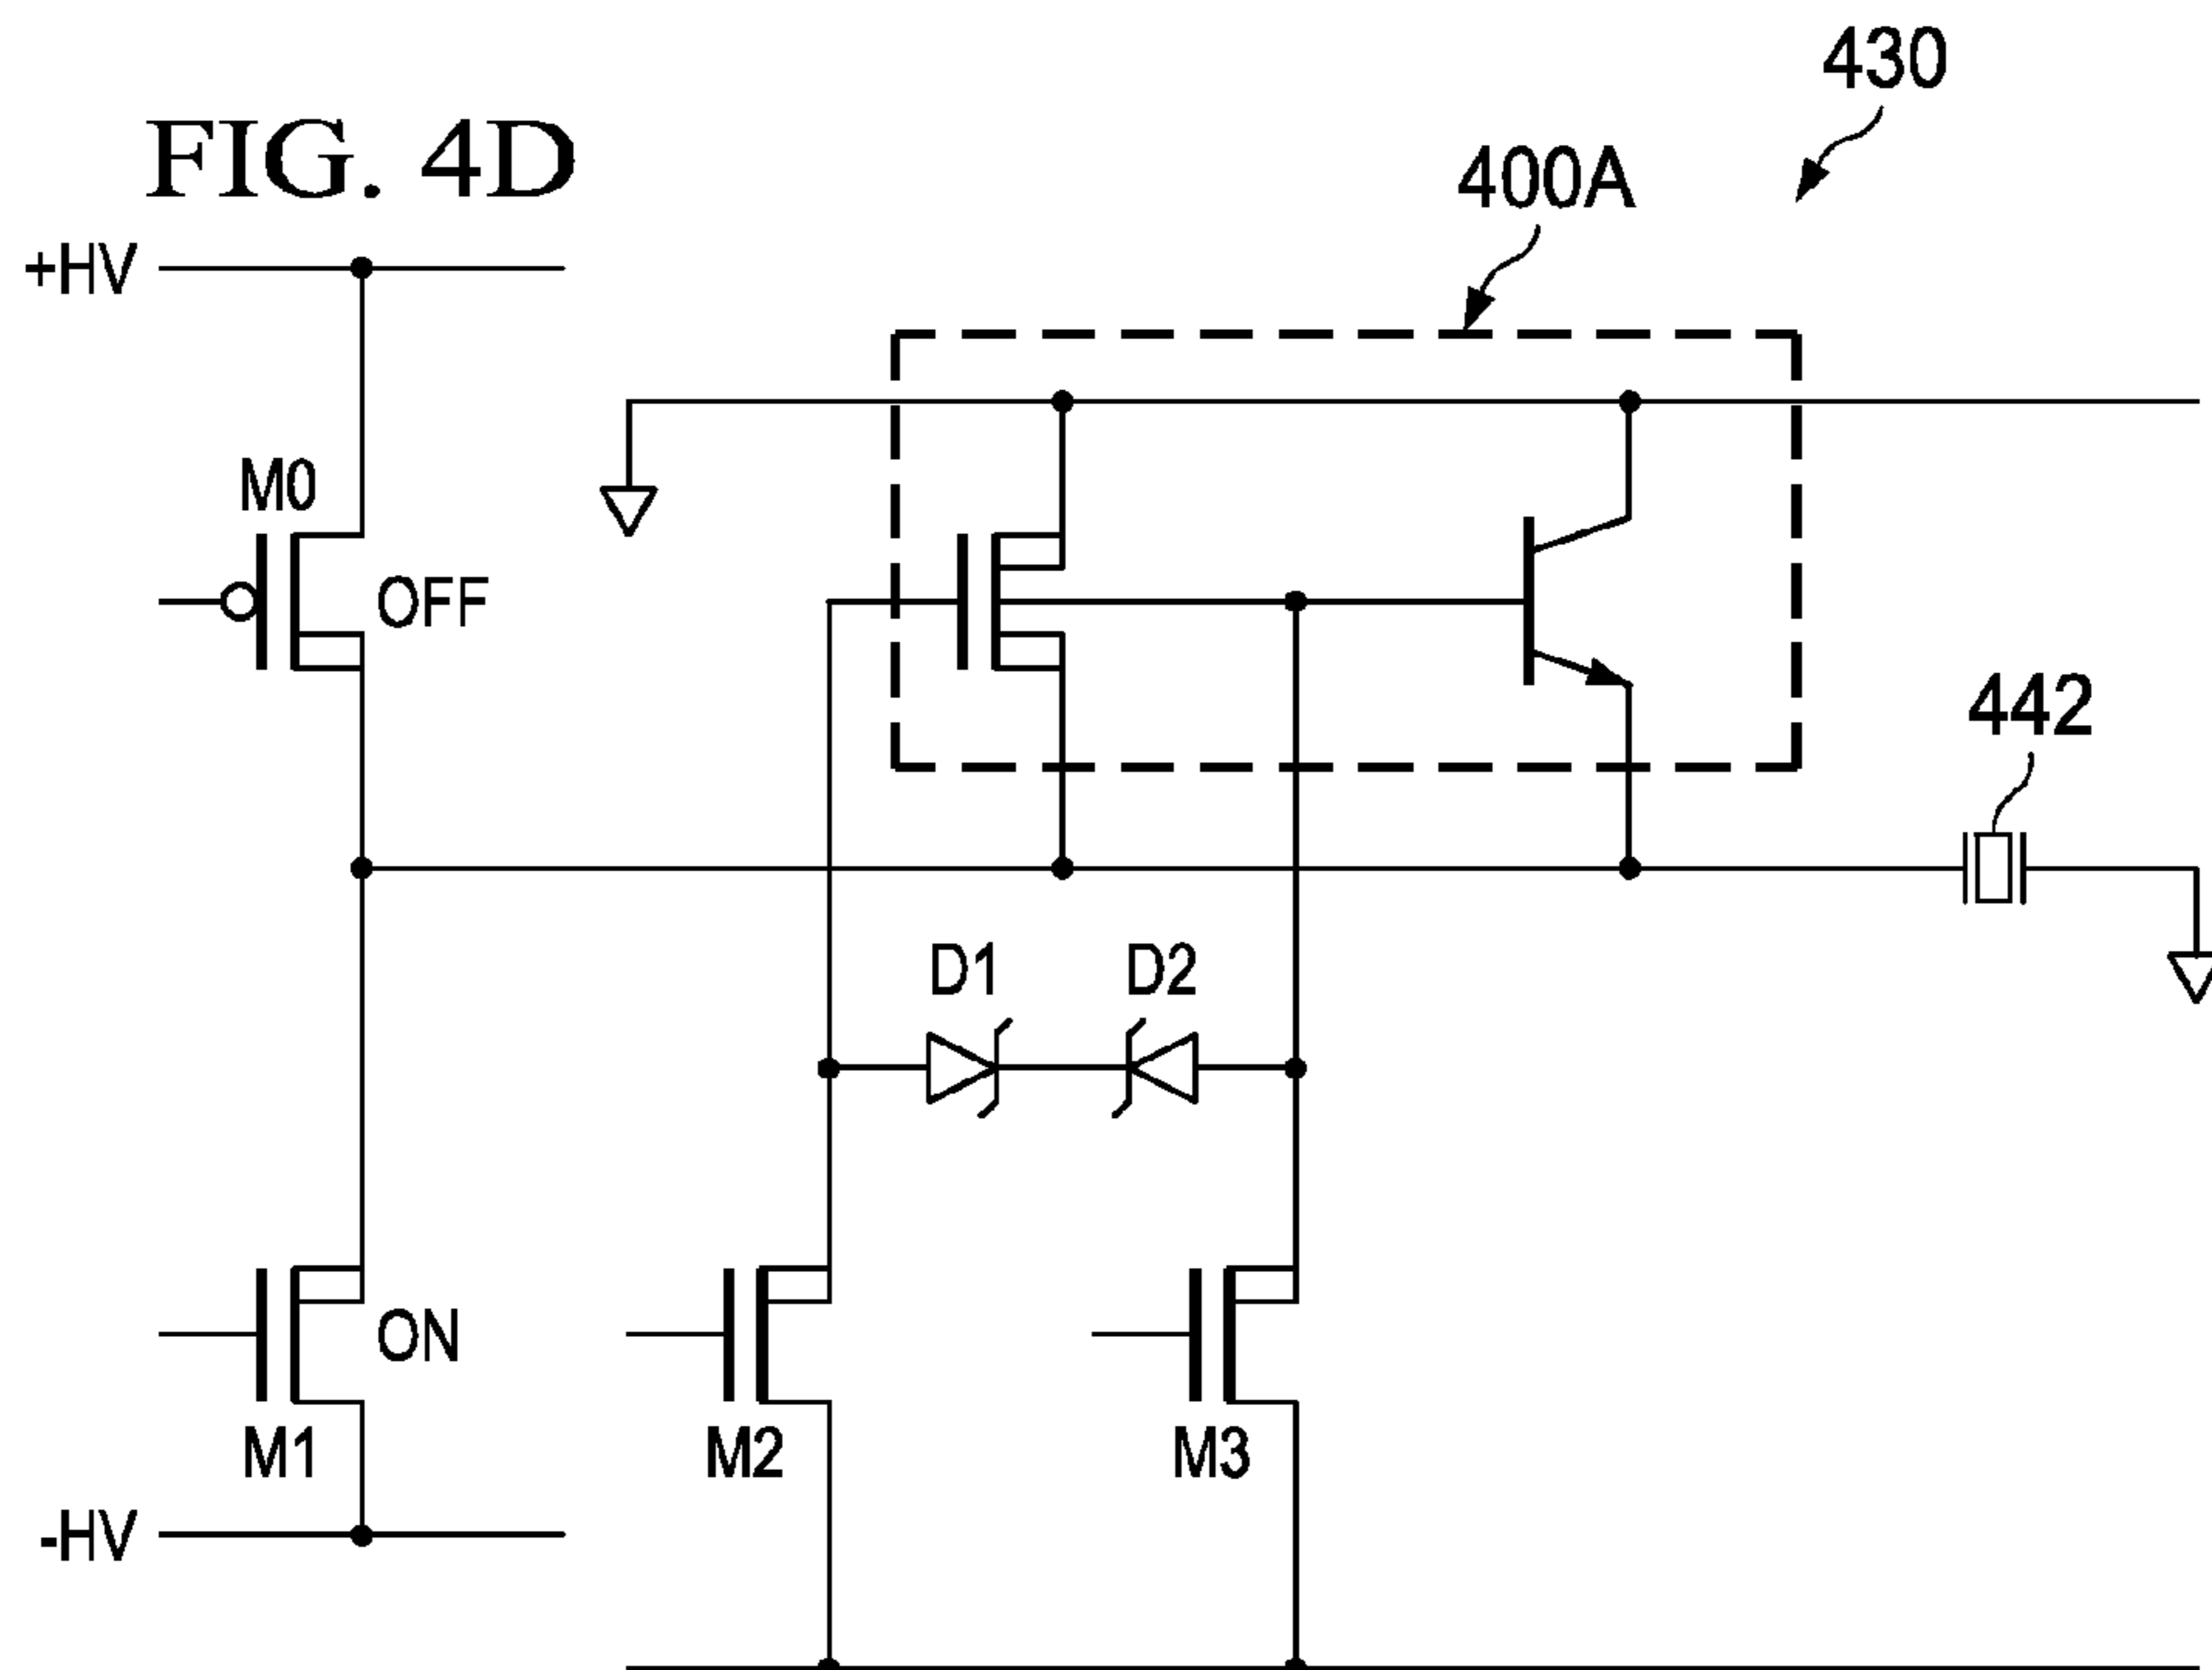 430
400A
FIG. 4D
+HV
M0
OFF
442
D1
D2
ON
M1
M2
M3
-HV